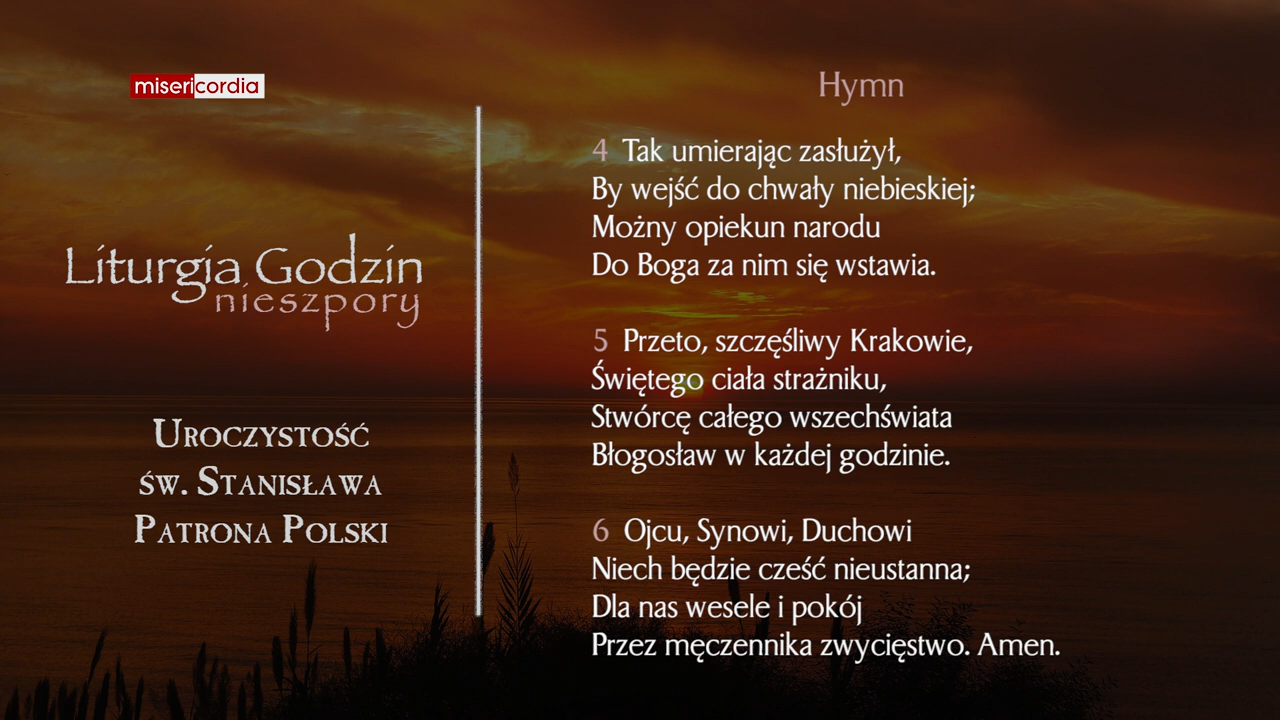 misericordia
Liturgia Godzin
nieszpory
Uroczystość
św. Stanisława
Patrona Polski
Hymn
4 Tak umierając zasłużył,
By wejść do chwały niebieskiej;
Możny opiekun narodu
Do Boga za nim się wstawia.
5 Przeto, szczęśliwy Krakowie,
Świętego ciała strażniku,
Stwórcę całego wszechświata
Błogosław w każdej godzinie.
6 Ojcu, Synowi, Duchowi
Niech będzie cześć nieustanna;
Dla nas wesele i pokój
Przez męczennika zwycięstwo. Amen.